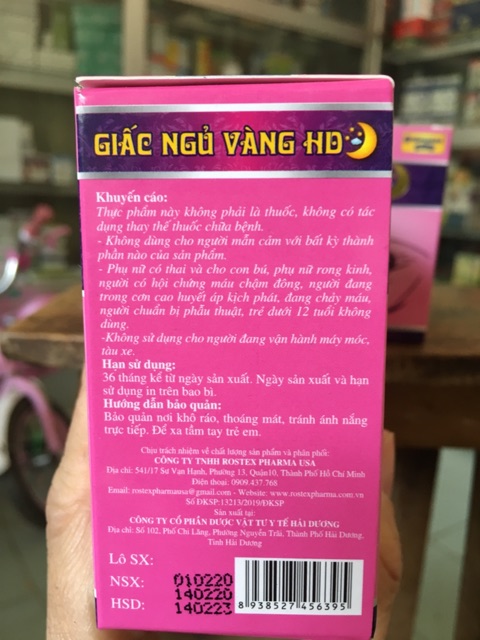 GIẤC NGỦ VÀNG HD
Khuyến cáo:
Thực phẩm này không phải là thuốc, không có tác
dụng thay thế thuốc chữa bệnh.
- Không dùng cho người mẫn cảm với bất kỳ thành
phần nào của sản phẩm.
- Phụ nữ có thai và cho con bú, phụ nữ rong kinh,
người có hội chứng máu chậm đông, người đang
trong cơn cao huyết áp kịch phát, đang chảy máu,
người chuẩn bị phẫu thuật, trẻ dưới 12 tuổi không
dùng.
-Không sử dụng cho người đang vận hành máy móc,
tàu xe.
Hạn sử dụng:
36 tháng kể từ ngày sản xuất. Ngày sản xuất và hạn
sử dụng in trên bao bì.
Hướng dẫn bảo quản:
Bảo quản nơi khô ráo, thoáng mát, tránh ánh nắng
trực tiếp. Để xa tầm tay trẻ em.
Chịu trách nhiệm về chất lượng sản phẩm và phân phối:
CÔNG TY TNHH ROSTEX PHARMA USA
Địa chỉ: 541/17 Sư Vạn Hạnh, Phường 13, Quận10, Thành Phố Hồ Chí Minh
Điện thoại: 0909.437.768
Email: rostexpharmausa@gmail.com - Website: www.rostexpharma.com.vn
Số ĐKSP:13213/2019/ĐKSP
Sản xuất tại:
CÔNG TY CỔ PHẦN DƯỢC VẬT TƯ Y TẾ HẢI DƯƠNG
Địa chỉ: Số 102, Phố Chi Lăng, Phường Nguyễn Trãi, Thành Phố Hải Dương,
Tỉnh Hải Dương
Lô SX: 010220
NSX: 140220
HSD: 140223
8 938527 456395